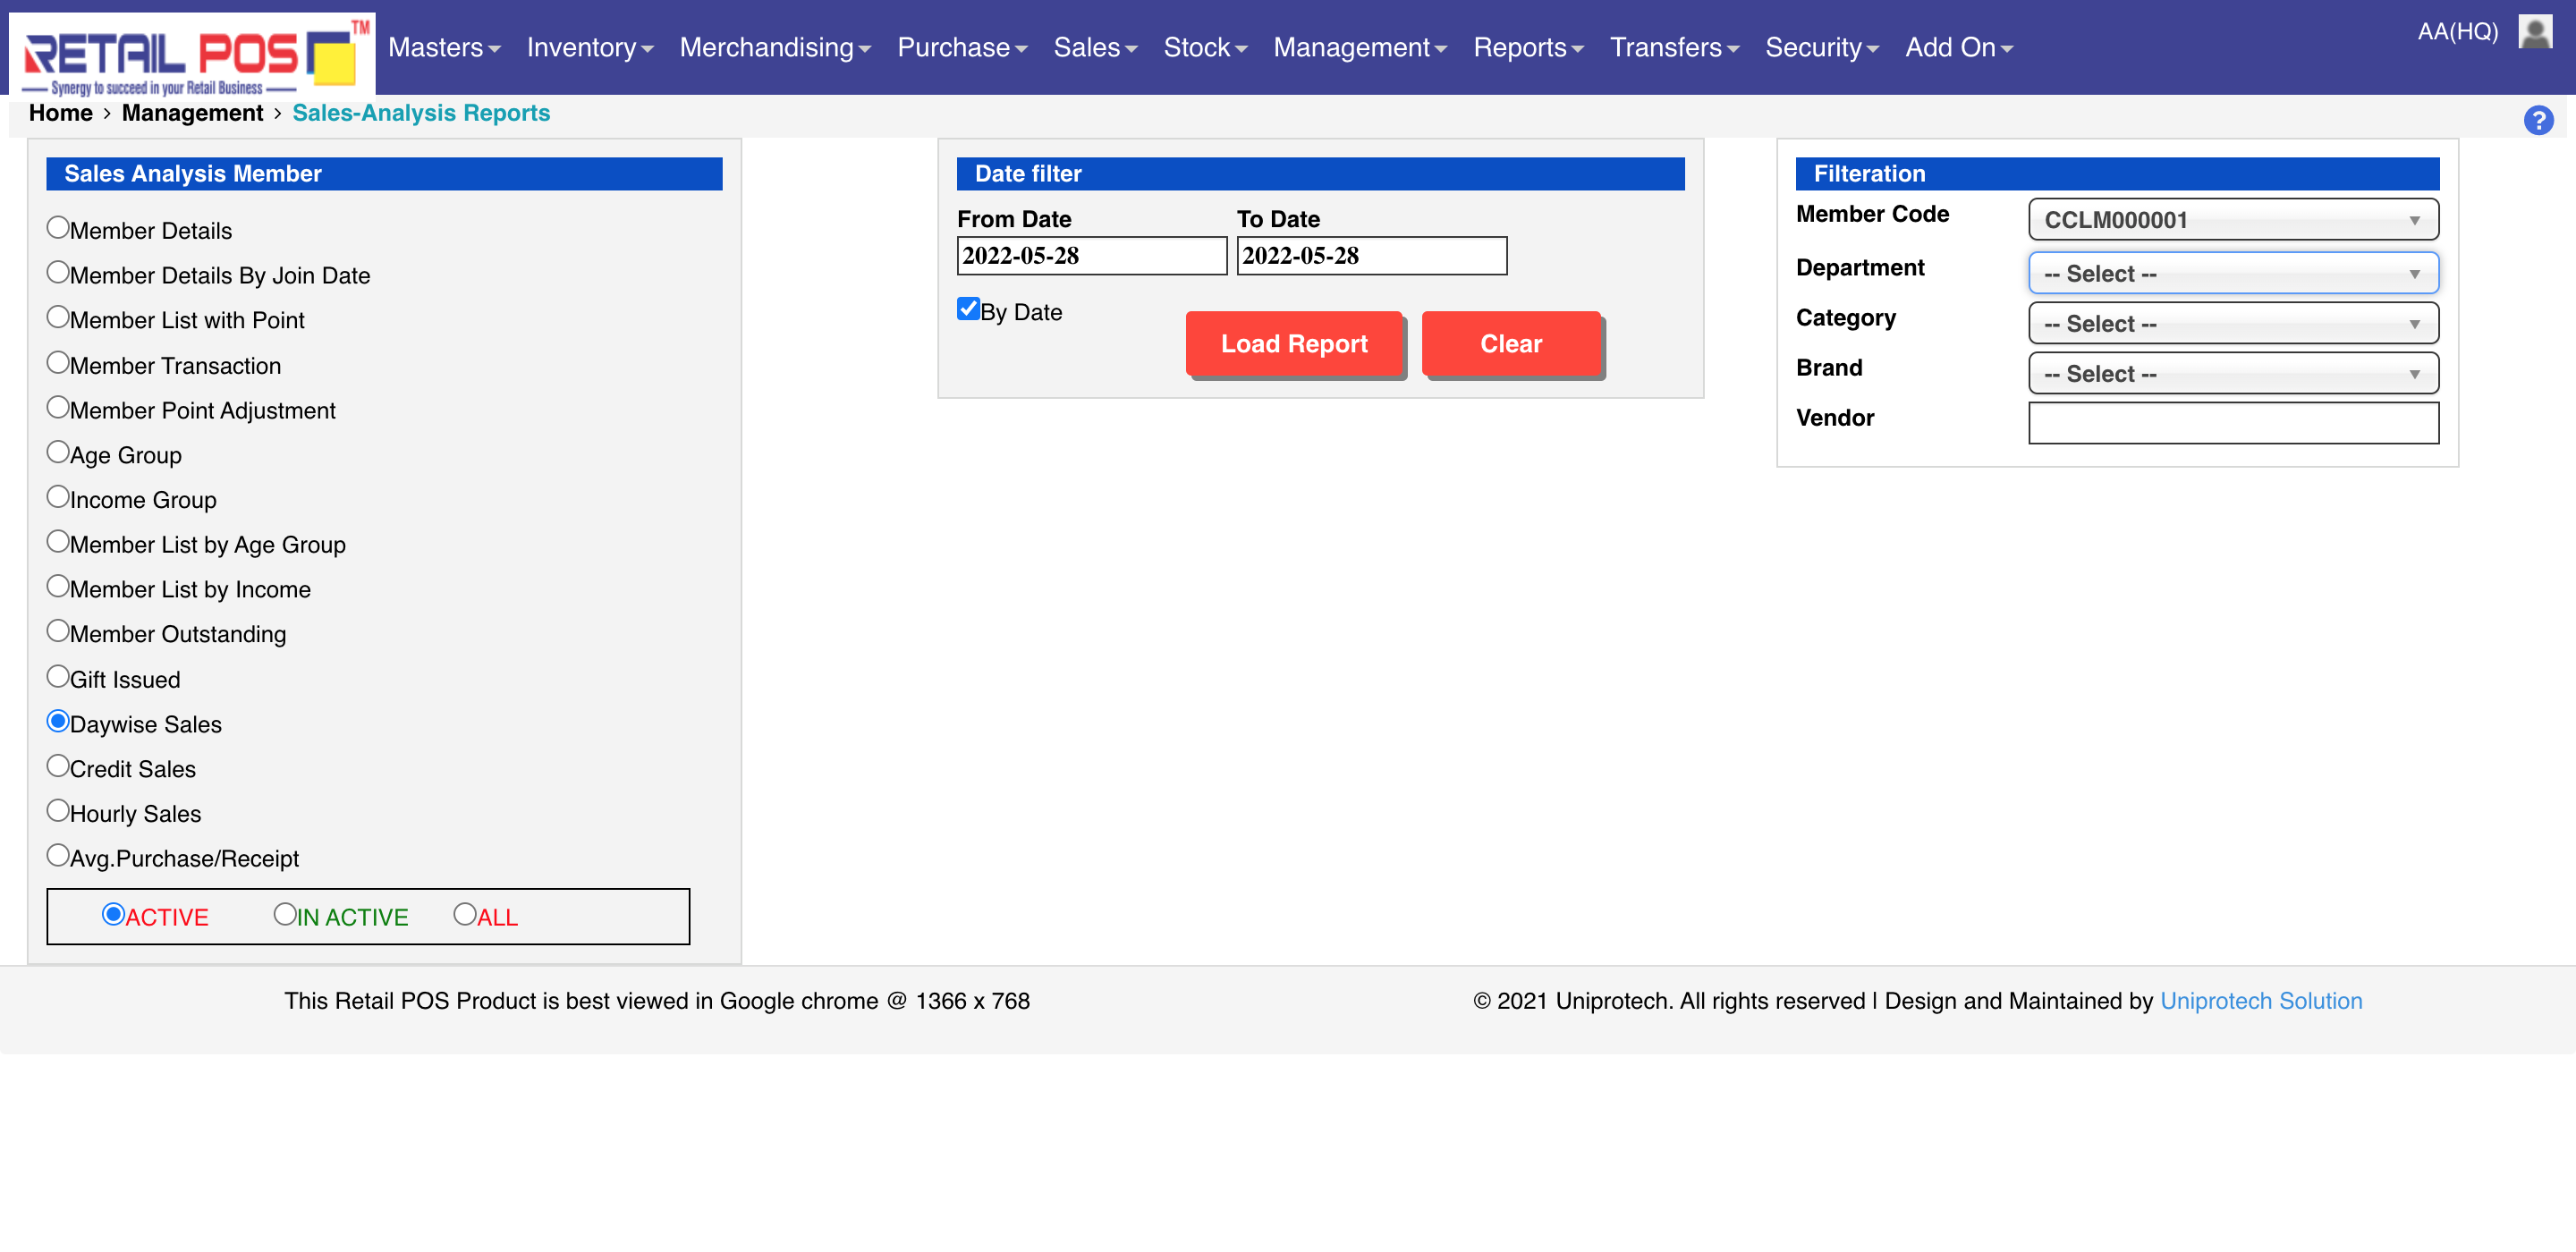 RETAIL POS TM
Synergy to succeed in your Retail Business
Masters Inventory Merchandising Purchase Sales Stock Management Reports Transfers Security Add On
AA(HQ)
Home › Management › Sales-Analysis Reports
?
Sales Analysis Member
Member Details
Member Details By Join Date
Member List with Point
Member Transaction
Member Point Adjustment
Age Group
Income Group
Member List by Age Group
Member List by Income
Member Outstanding
Gift Issued
Daywise Sales
Credit Sales
Hourly Sales
Avg.Purchase/Receipt
ACTIVE IN ACTIVE ALL
Date filter
From Date To Date
2022-05-28 2022-05-28
By Date
Load Report Clear
Filteration
Member Code CCLM000001
Department -- Select --
Category -- Select --
Brand -- Select --
Vendor
This Retail POS Product is best viewed in Google chrome @ 1366 x 768
© 2021 Uniprotech. All rights reserved | Design and Maintained by Uniprotech Solution